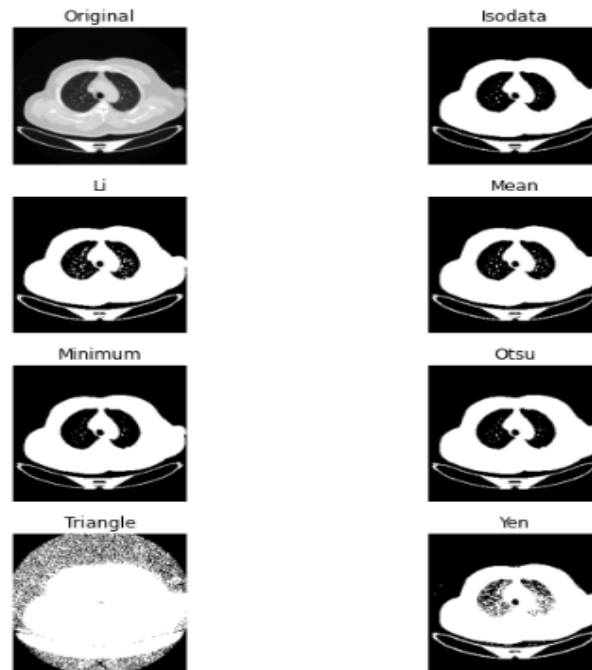 Original
Isodata
Li
Mean
Minimum
Otsu
Triangle
Yen